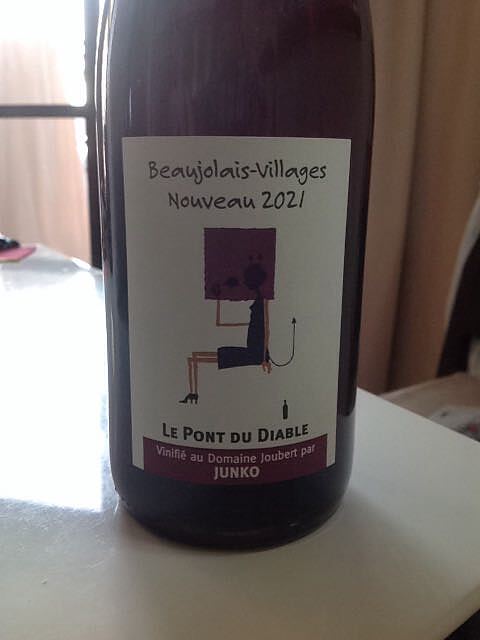 Beaujolais-Villages
Nouveau 2021
LE PONT DU DIABLE
Vinifié au Domaine Joubert par
JUNKO